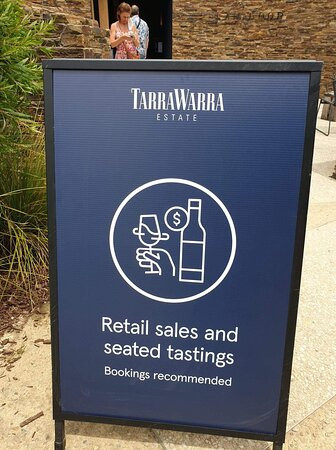 TARRAWARRA
ESTATE
$
Retail sales and
seated tastings
Bookings recommended